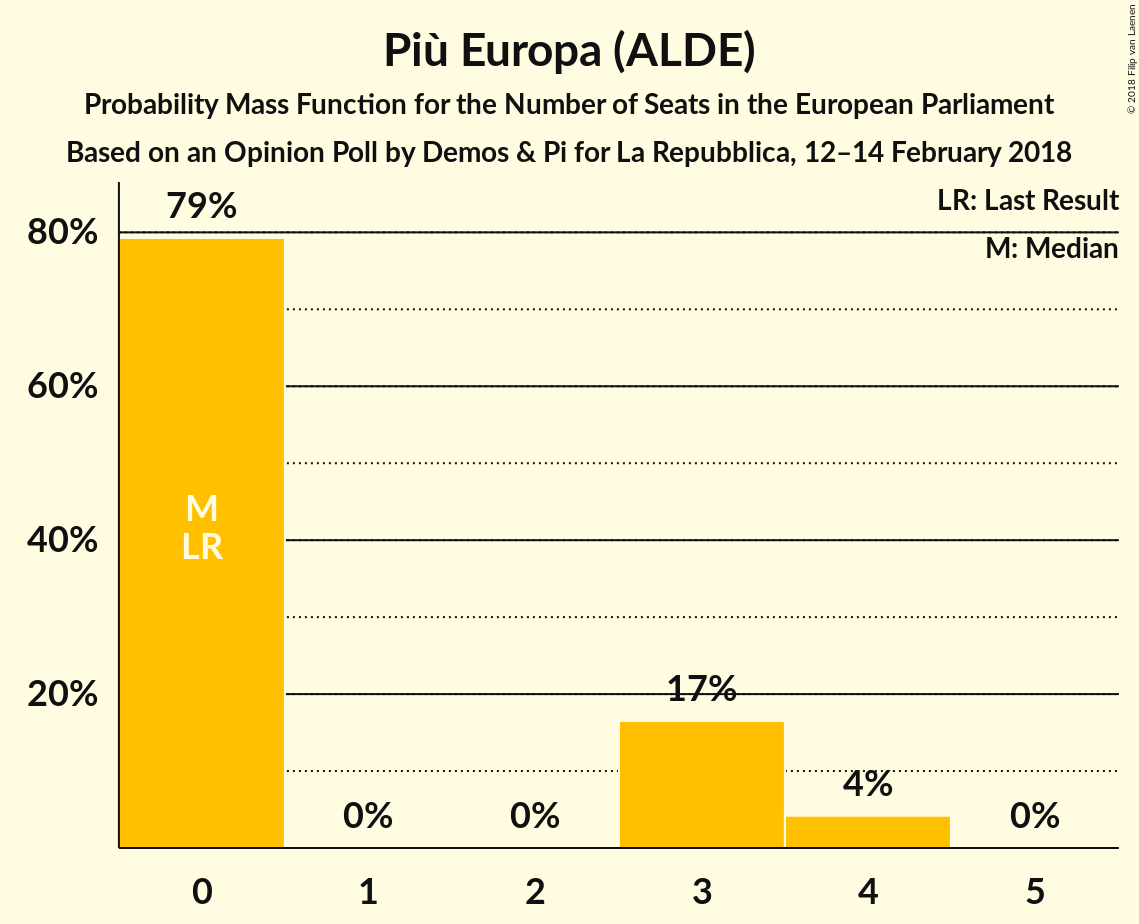 Più Europa (ALDE)
Probability Mass Function for the Number of Seats in the European Parliament
Based on an Opinion Poll by Demos & Pi for La Repubblica, 12–14 February 2018
© 2018 Filip van Laenen
LR: Last Result
M: Median
79%
80%
60%
40%
20%
M
LR
0%
0%
17%
4%
0%
0
1
2
3
4
5